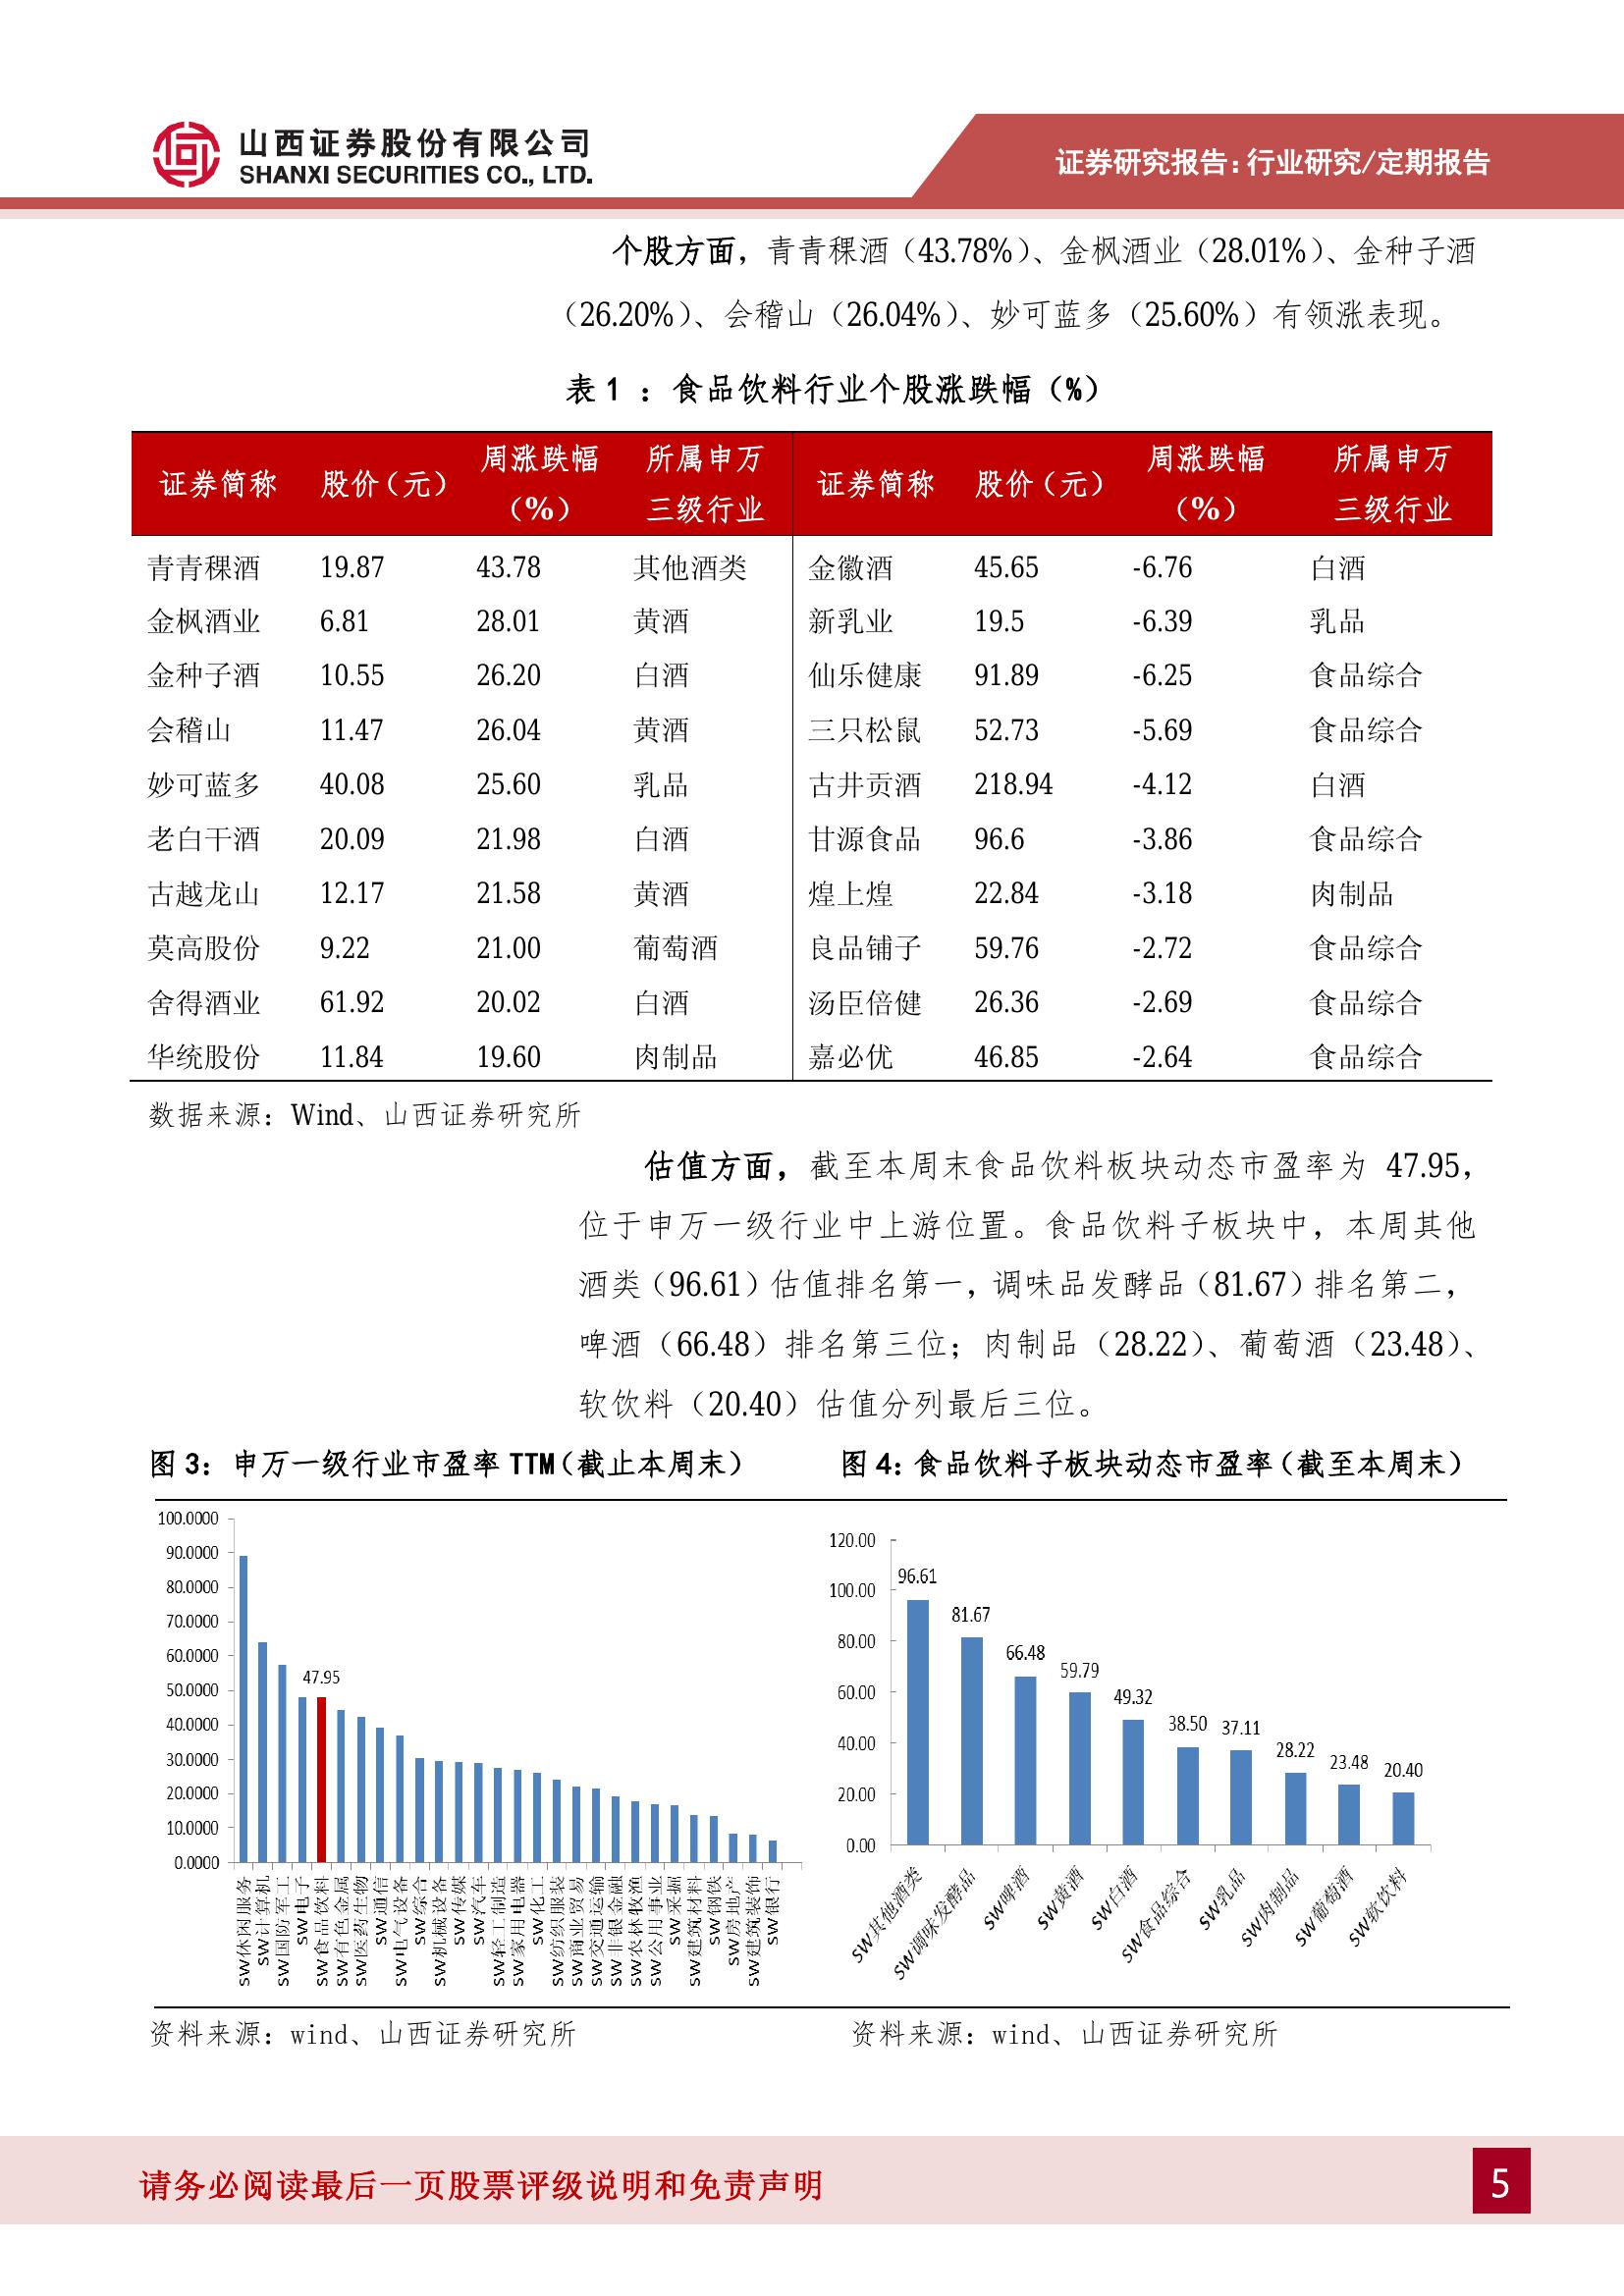 山西证券股份有限公司
SHANXI SECURITIES CO., LTD.
证券研究报告：行业研究/定期报告
个股方面，青青稞酒（43.78%）、金枫酒业（28.01%）、金种子酒
（26.20%）、会稽山（26.04%）、妙可蓝多（25.60%）有领涨表现。
表 1 ：食品饮料行业个股涨跌幅（%）
证券简称 股价（元） 周涨跌幅（%） 所属申万三级行业 证券简称 股价（元） 周涨跌幅（%） 所属申万三级行业
青青稞酒 19.87 43.78 其他酒类 金徽酒 45.65 -6.76 白酒
金枫酒业 6.81 28.01 黄酒 新乳业 19.5 -6.39 乳品
金种子酒 10.55 26.20 白酒 仙乐健康 91.89 -6.25 食品综合
会稽山 11.47 26.04 黄酒 三只松鼠 52.73 -5.69 食品综合
妙可蓝多 40.08 25.60 乳品 古井贡酒 218.94 -4.12 白酒
老白干酒 20.09 21.98 白酒 甘源食品 96.6 -3.86 食品综合
古越龙山 12.17 21.58 黄酒 煌上煌 22.84 -3.18 肉制品
莫高股份 9.22 21.00 葡萄酒 良品铺子 59.76 -2.72 食品综合
舍得酒业 61.92 20.02 白酒 汤臣倍健 26.36 -2.69 食品综合
华统股份 11.84 19.60 肉制品 嘉必优 46.85 -2.64 食品综合
数据来源：Wind、山西证券研究所
估值方面，截至本周末食品饮料板块动态市盈率为 47.95，
位于申万一级行业中上游位置。食品饮料子板块中，本周其他
酒类（96.61）估值排名第一，调味品发酵品（81.67）排名第二，
啤酒（66.48）排名第三位；肉制品（28.22）、葡萄酒（23.48）、
软饮料（20.40）估值分列最后三位。
图 3：申万一级行业市盈率 TTM（截止本周末）
100.0000
90.0000
80.0000
70.0000
60.0000
50.0000
40.0000
30.0000
20.0000
10.0000
0.0000
47.95
SW休闲服务
SW计算机
SW国防军工
SW电子
SW食品饮料
SW有色金属
SW医药生物
SW通信
SW电气设备
SW综合
SW机械设备
SW传媒
SW汽车
SW轻工制造
SW家用电器
SW化工
SW纺织服装
SW商业贸易
SW交通运输
SW非银金融
SW农林牧渔
SW公用事业
SW采掘
SW建筑材料
SW钢铁
SW房地产
SW建筑装饰
SW银行
图 4：食品饮料子板块动态市盈率（截至本周末）
120.00
100.00
80.00
60.00
40.00
20.00
0.00
96.61
81.67
66.48
59.79
49.32
38.50
37.11
28.22
23.48
20.40
SW其他酒类
SW调味发酵品
SW啤酒
SW黄酒
SW白酒
SW食品综合
SW乳品
SW肉制品
SW葡萄酒
SW软饮料
资料来源：wind、山西证券研究所
资料来源：wind、山西证券研究所
请务必阅读最后一页股票评级说明和免责声明
5